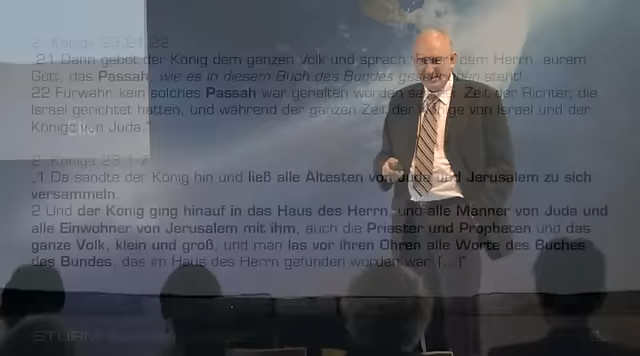 2. Könige 23,21.22
„21 Dann gebot der König dem ganzen Volk und sprach: dem Herrn, eurem
Gott, das Passah, wie es in diesem Buch des Bundes geschrieben steht!
22 Fürwahr, kein solches Passah war gehalten worden seit der Zeit der Richter, die
Israel gerichtet hatten, und während der ganzen Zeit der Könige von Israel und der
Könige von Juda."
2. Könige 23,1.2
„1 Da sandte der König hin und ließ alle Ältesten von Juda und Jerusalem zu sich
versammeln.
2 Und der König ging hinauf in das Haus des Herrn, und alle Männer von Juda und
alle Einwohner von Jerusalem mit ihm, auch die Priester und Propheten und das
ganze Volk, klein und groß, und man las vor ihren Ohren alle Worte des Buches
des Bundes, das im Haus des Herrn gefunden worden war. [...]"
STURM